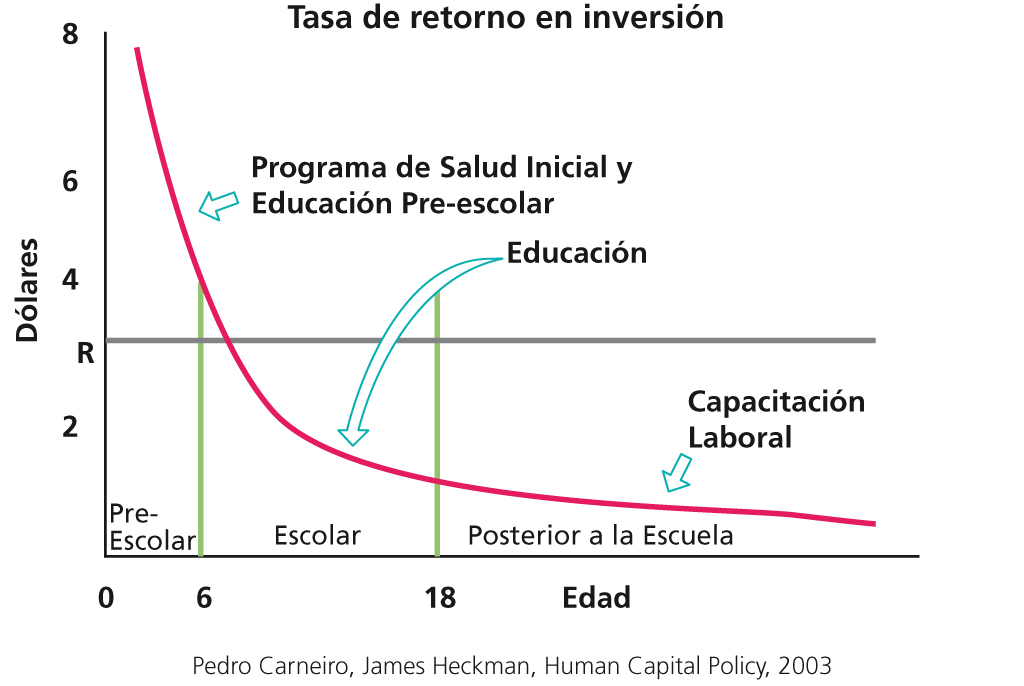 Tasa de retorno en inversión
8
6
4
R
2
Dólares
Programa de Salud Inicial y
Educación Pre-escolar
Educación
Capacitación
Laboral
Pre-
Escolar
Escolar
Posterior a la Escuela
0
6
18
Edad
Pedro Carneiro, James Heckman, Human Capital Policy, 2003